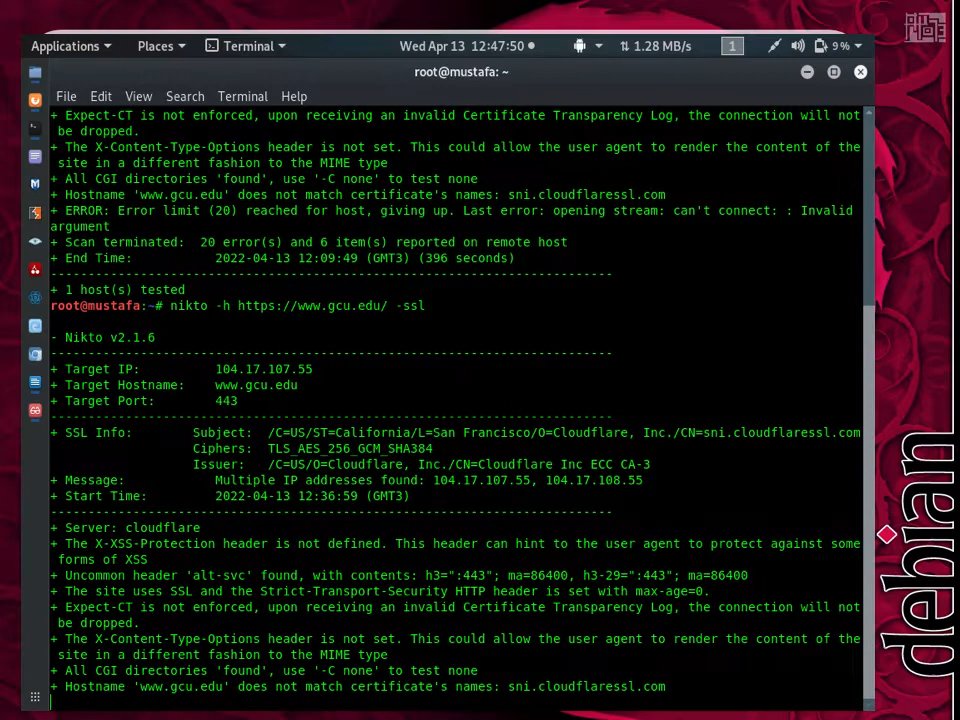 Applications Places Terminal Wed Apr 13 12:47:50 1.28 MB/s 1 9%
root@mustafa: ~
File Edit View Search Terminal Help
+ Expect-CT is not enforced, upon receiving an invalid Certificate Transparency Log, the connection will not
be dropped.
+ The X-Content-Type-Options header is not set. This could allow the user agent to render the content of the
site in a different fashion to the MIME type
+ All CGI directories 'found', use '-C none' to test none
+ Hostname 'www.gcu.edu' does not match certificate's names: sni.cloudflaressl.com
+ ERROR: Error limit (20) reached for host, giving up. Last error: opening stream: can't connect: : Invalid
argument
+ Scan terminated:  20 error(s) and 6 item(s) reported on remote host
+ End Time:           2022-04-13 12:09:49 (GMT3) (396 seconds)
---------------------------------------------------------------------------
+ 1 host(s) tested
root@mustafa:~# nikto -h https://www.gcu.edu/ -ssl
- Nikto v2.1.6
---------------------------------------------------------------------------
+ Target IP:          104.17.107.55
+ Target Hostname:    www.gcu.edu
+ Target Port:        443
---------------------------------------------------------------------------
+ SSL Info:        Subject:  /C=US/ST=California/L=San Francisco/O=Cloudflare, Inc./CN=sni.cloudflaressl.com
                   Ciphers:  TLS_AES_256_GCM_SHA384
                   Issuer:   /C=US/O=Cloudflare, Inc./CN=Cloudflare Inc ECC CA-3
+ Message:            Multiple IP addresses found: 104.17.107.55, 104.17.108.55
+ Start Time:         2022-04-13 12:36:59 (GMT3)
---------------------------------------------------------------------------
+ Server: cloudflare
+ The X-XSS-Protection header is not defined. This header can hint to the user agent to protect against some
forms of XSS
+ Uncommon header 'alt-svc' found, with contents: h3=":443"; ma=86400, h3-29=":443"; ma=86400
+ The site uses SSL and the Strict-Transport-Security HTTP header is set with max-age=0.
+ Expect-CT is not enforced, upon receiving an invalid Certificate Transparency Log, the connection will not
be dropped.
+ The X-Content-Type-Options header is not set. This could allow the user agent to render the content of the
site in a different fashion to the MIME type
+ All CGI directories 'found', use '-C none' to test none
+ Hostname 'www.gcu.edu' does not match certificate's names: sni.cloudflaressl.com
debian